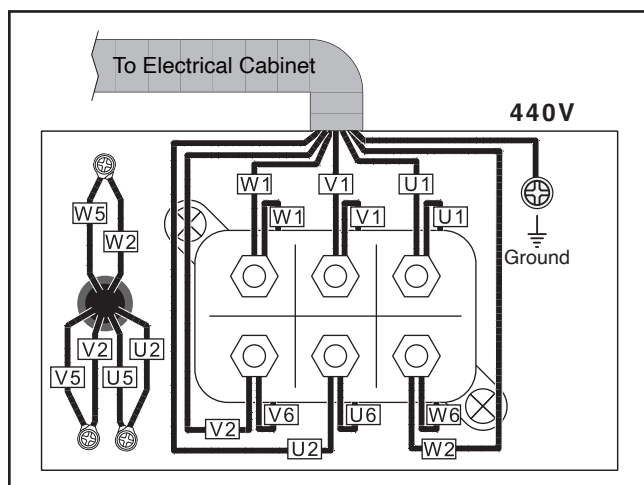 To Electrical Cabinet
440V
W1 V1 U1
W1 V1 U1
W5 W2
Ground
V5 V2 U5 U2
V6 U6 W6
V2 U2 W2